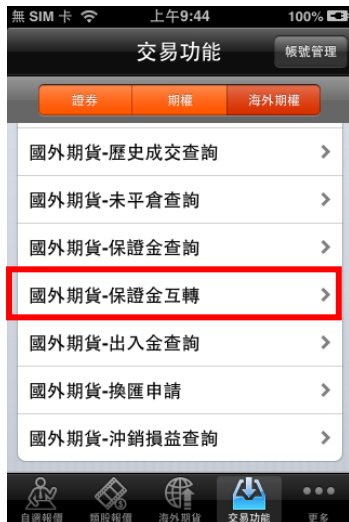 無 SIM 卡 上午9:44 100%
交易功能 帳號管理
證券 期權 海外期權
國外期貨-歷史成交查詢
國外期貨-未平倉查詢
國外期貨-保證金查詢
國外期貨-保證金互轉
國外期貨-出入金查詢
國外期貨-換匯申請
國外期貨-沖銷損益查詢
自選報價 類股報價 海外期貨 交易功能 更多